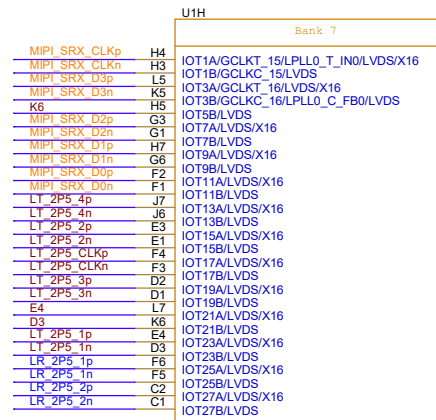 U1H
Bank 7
MIPI_SRX_CLKp H4 IOT1A/GCLKT_15/LPLL0_T_IN0/LVDS/X16
MIPI_SRX_CLKn H3 IOT1B/GCLKC_15/LVDS
MIPI_SRX_D3p L5 IOT3A/GCLKT_16/LVDS/X16
MIPI_SRX_D3n K5 IOT3B/GCLKC_16/LPLL0_C_FB0/LVDS
K6 H5 IOT5B/LVDS
MIPI_SRX_D2p G3 IOT7A/LVDS/X16
MIPI_SRX_D2n G1 IOT7B/LVDS
MIPI_SRX_D1p H7 IOT9A/LVDS/X16
MIPI_SRX_D1n G6 IOT9B/LVDS
MIPI_SRX_D0p F2 IOT11A/LVDS/X16
MIPI_SRX_D0n F1 IOT11B/LVDS
LT_2P5_4p J7 IOT13A/LVDS/X16
LT_2P5_4n J6 IOT13B/LVDS
LT_2P5_2p E3 IOT15A/LVDS/X16
LT_2P5_2n E1 IOT15B/LVDS
LT_2P5_CLKp F4 IOT17A/LVDS/X16
LT_2P5_CLKn F3 IOT17B/LVDS
LT_2P5_3p D2 IOT19A/LVDS/X16
LT_2P5_3n D1 IOT19B/LVDS
E4 L7 IOT21A/LVDS/X16
D3 K6 IOT21B/LVDS
LT_2P5_1p E4 IOT23A/LVDS/X16
LT_2P5_1n D3 IOT23B/LVDS
LR_2P5_1p F6 IOT25A/LVDS/X16
LR_2P5_1n F5 IOT25B/LVDS
LR_2P5_2p C2 IOT27A/LVDS/X16
LR_2P5_2n C1 IOT27B/LVDS